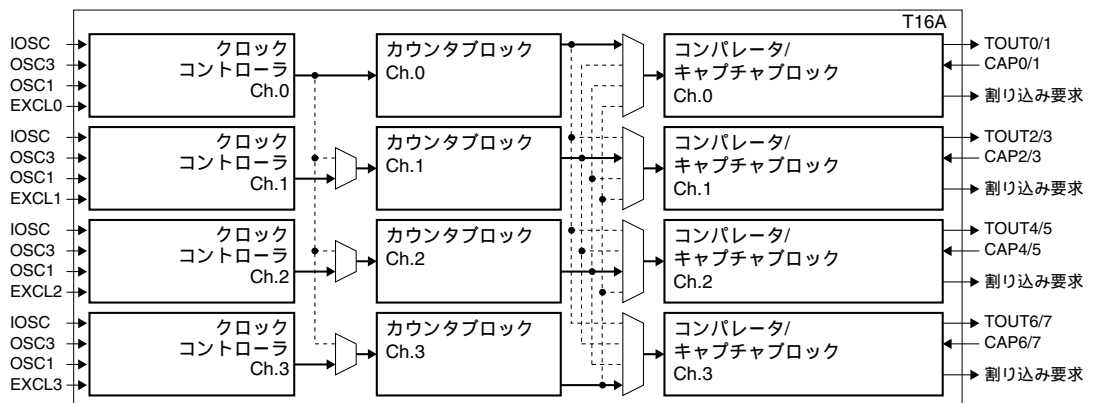 T16A
IOSC
OSC3
OSC1
EXCL0
クロック
コントローラ
Ch.0
カウンタブロック
Ch.0
コンパレータ/
キャプチャブロック
Ch.0
TOUT0/1
CAP0/1
割り込み要求
IOSC
OSC3
OSC1
EXCL1
クロック
コントローラ
Ch.1
カウンタブロック
Ch.1
コンパレータ/
キャプチャブロック
Ch.1
TOUT2/3
CAP2/3
割り込み要求
IOSC
OSC3
OSC1
EXCL2
クロック
コントローラ
Ch.2
カウンタブロック
Ch.2
コンパレータ/
キャプチャブロック
Ch.2
TOUT4/5
CAP4/5
割り込み要求
IOSC
OSC3
OSC1
EXCL3
クロック
コントローラ
Ch.3
カウンタブロック
Ch.3
コンパレータ/
キャプチャブロック
Ch.3
TOUT6/7
CAP6/7
割り込み要求